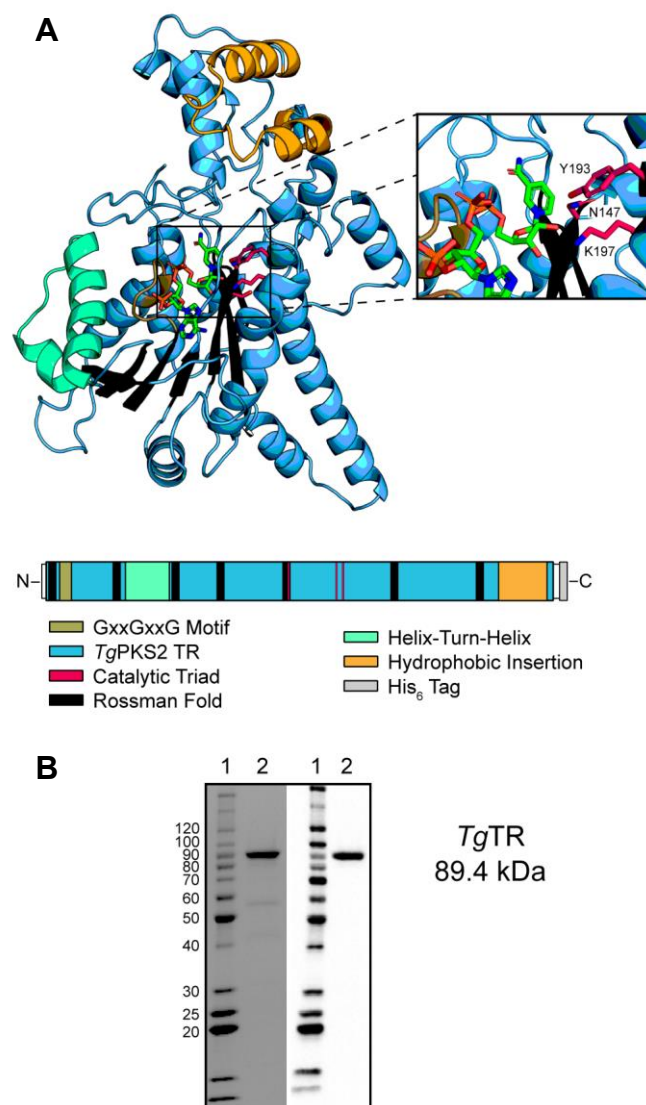 A
Y193
N147
K197
N
C
GxxGxxG Motif
TgPKS2 TR
Catalytic Triad
Rossman Fold
Helix-Turn-Helix
Hydrophobic Insertion
His₆ Tag
B
1 2 1 2
120
100
90
80
70
60
50
40
30
25
20
TgTR
89.4 kDa